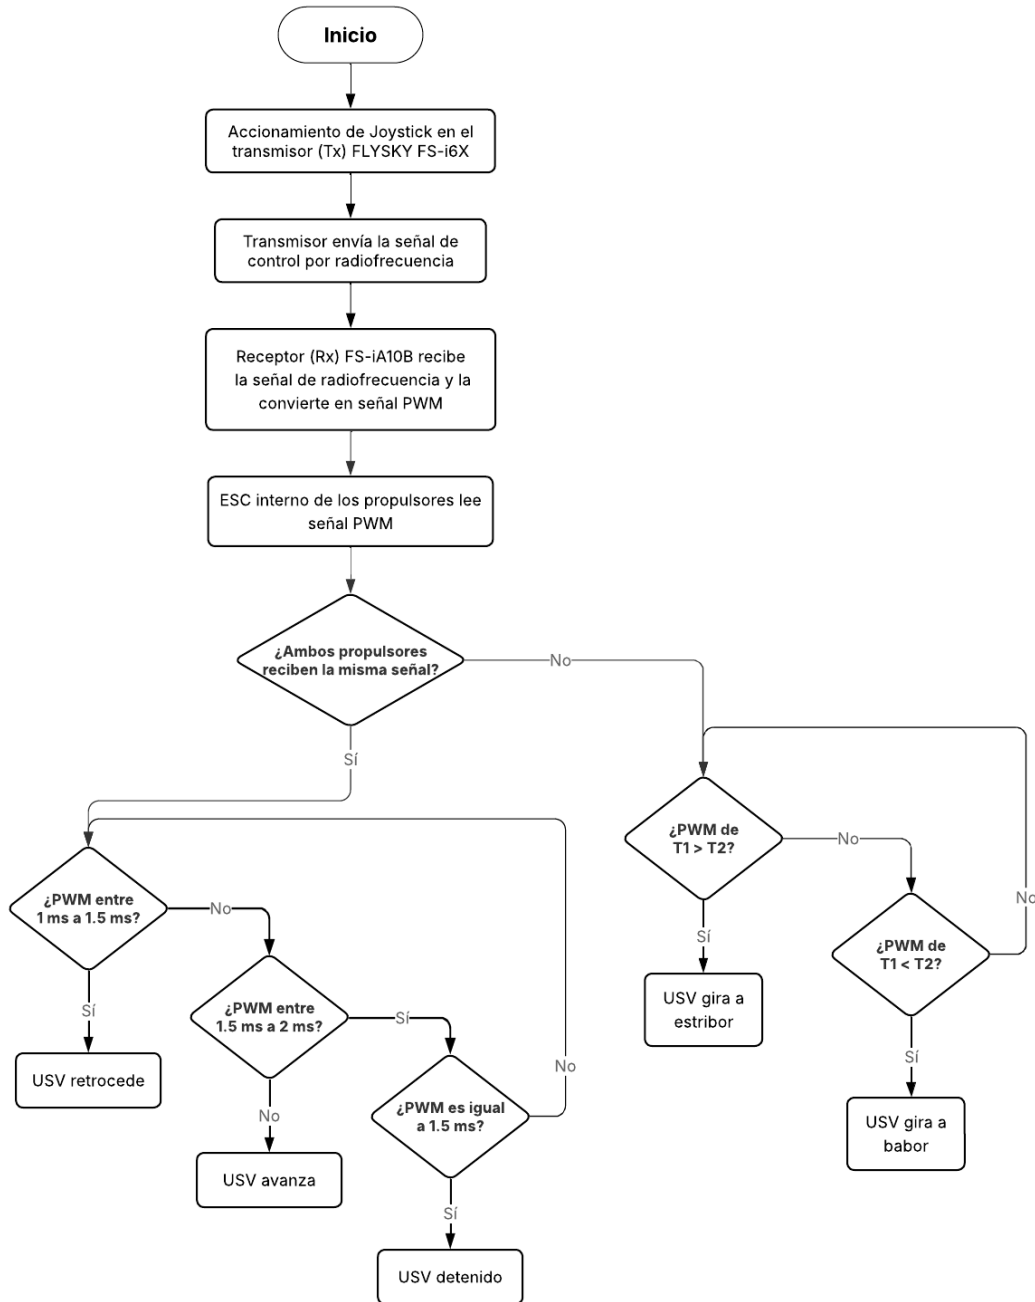 Inicio
Accionamiento de Joystick en el
transmisor (Tx) FLYSKY FS-i6X
Transmisor envía la señal de
control por radiofrecuencia
Receptor (Rx) FS-iA10B recibe
la señal de radiofrecuencia y la
convierte en señal PWM
ESC interno de los propulsores lee
señal PWM
¿Ambos propulsores
reciben la misma señal?
No
Sí
¿PWM de
T1 > T2?
No
Sí
USV gira a
estribor
¿PWM de
T1 < T2?
No
Sí
USV gira a
babor
¿PWM entre
1 ms a 1.5 ms?
No
Sí
USV retrocede
¿PWM entre
1.5 ms a 2 ms?
Sí
No
USV avanza
¿PWM es igual
a 1.5 ms?
No
Sí
USV detenido